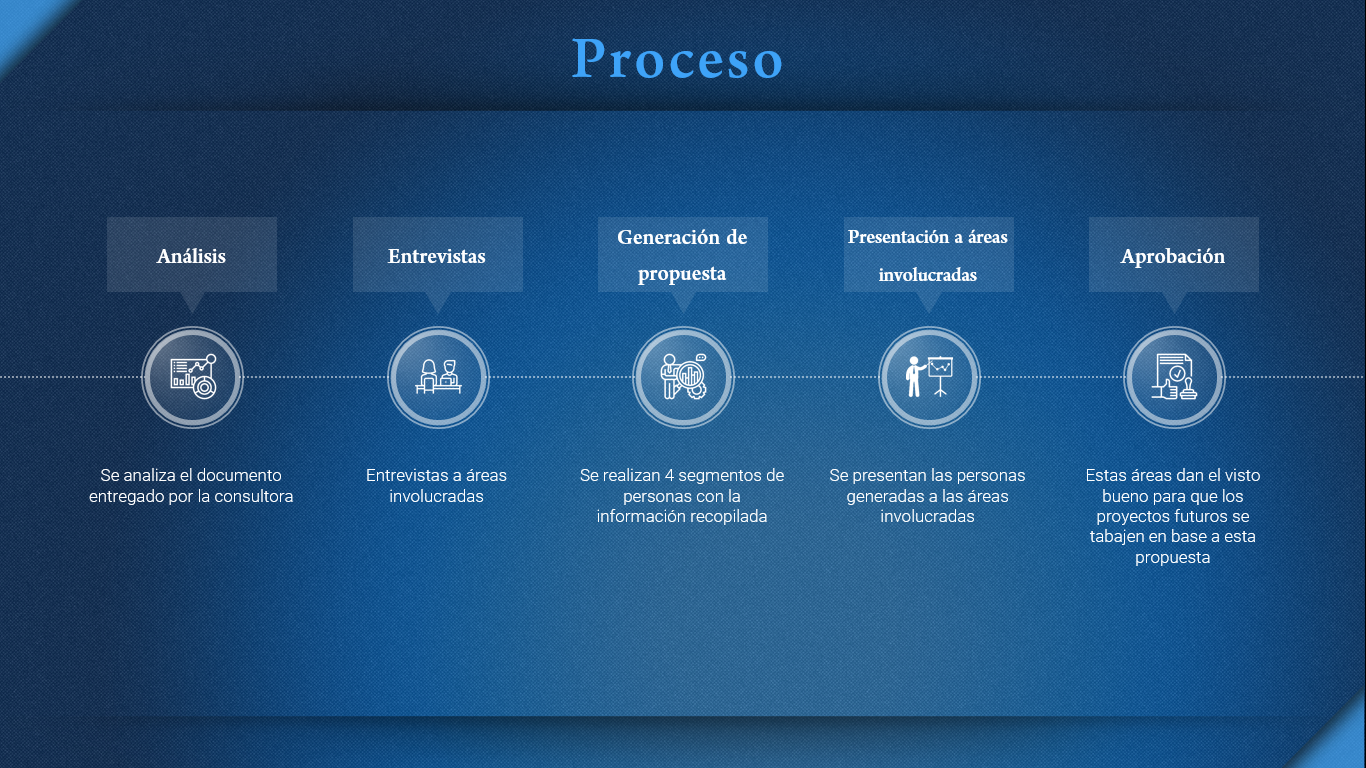 Proceso
Análisis
Entrevistas
Generación de
propuesta
Presentación a áreas
involucradas
Aprobación
Se analiza el documento
entregado por la consultora
Entrevistas a áreas
involucradas
Se realizan 4 segmentos de
personas con la
información recopilada
Se presentan las personas
generadas a las áreas
involucradas
Estas áreas dan el visto
bueno para que los
proyectos futuros se
tabajen en base a esta
propuesta